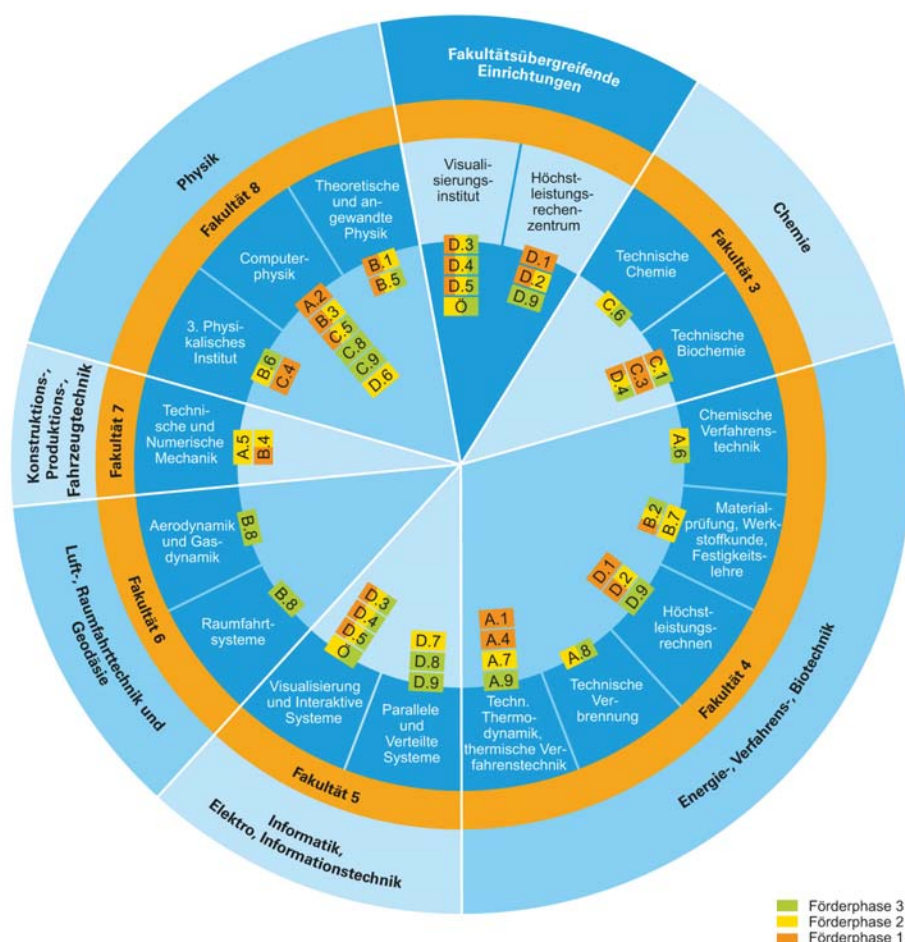 Fakultätsübergreifende
Einrichtungen
Visuali-
sierungs-
institut
D.3
D.4
D.5
Ö
Höchst-
leistungs-
rechen-
zentrum
D.1
D.2
D.9
Chemie
Fakultät 3
Technische
Chemie
C.6
Technische
Biochemie
C.1
C.3
D.4
Energie-, Verfahrens-, Biotechnik
Fakultät 4
Chemische
Verfahrens-
technik
A.6
Material-
prüfung, Werk-
stoffkunde,
Festigkeits-
lehre
B.2
B.7
Höchst-
leistungs-
rechnen
D.1
D.2
D.9
Technische
Ver-
brennung
A.8
Techn.
Thermo-
dynamik,
thermische Ver-
fahrenstechnik
A.1
A.4
A.7
A.9
Informatik,
Elektro, Informationstechnik
Fakultät 5
Parallele
und
Verteilte
Systeme
D.7
D.8
D.9
Visualisierung
und Interaktive
Systeme
D.3
D.4
D.5
Ö
Luft-, Raumfahrttechnik und
Geodäsie
Fakultät 6
Raumfahrt-
systeme
B.8
Aerodynamik
und Gas-
dynamik
B.8
Konstruktions-,
Produktions-,
Fahrzeugtechnik
Fakultät 7
Techni-
sche und
Numerische
Mechanik
A.5
B.4
Physik
Fakultät 8
3. Physi-
kalisches
Institut
B.6
C.4
Computer-
physik
A.2
B.3
C.5
C.8
C.9
D.6
Theoretische
und an-
gewandte
Physik
B.1
B.5
Förderphase 3
Förderphase 2
Förderphase 1